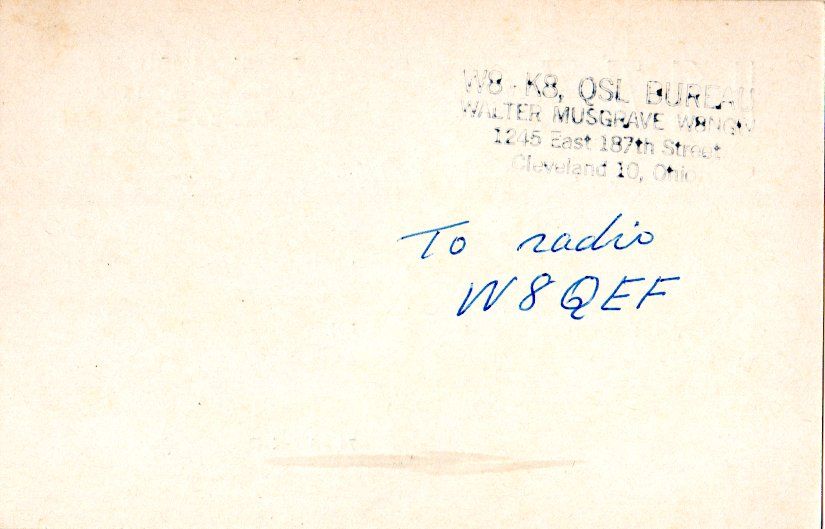 W8 - K8, QSL BUREAU
WALTER MUSGRAVE W8NGW
1245 East 187th Street
Cleveland 10, Ohio
To radio
W8QEF